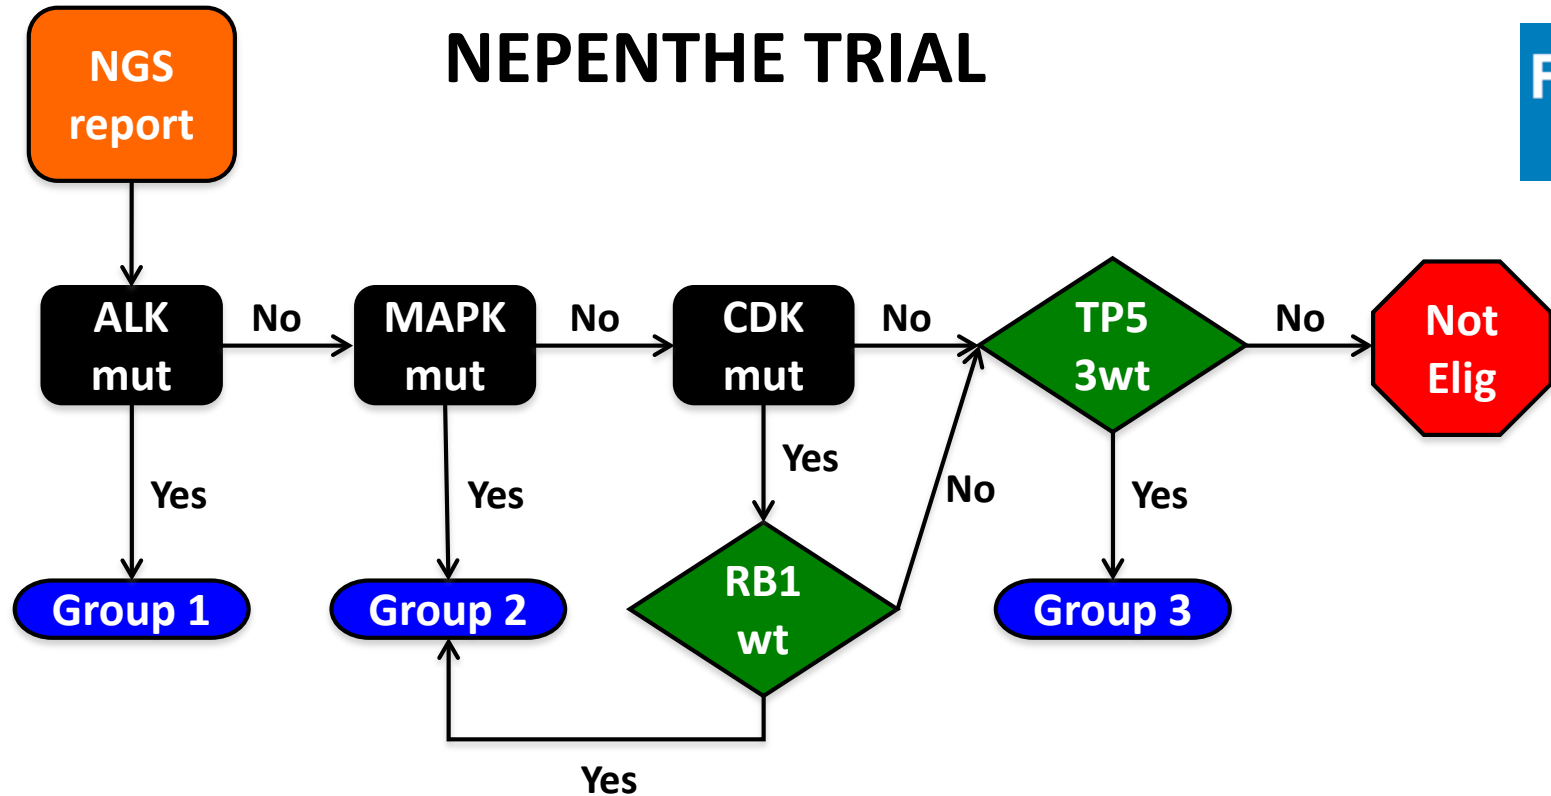 NEPENTHE TRIAL
NGS
report
F
ALK
mut
No
MAPK
mut
No
CDK
mut
No
TP5
3wt
No
Not
Elig
Yes
Yes
Yes
No
Yes
Group 1
Group 2
RB1
wt
Group 3
Yes